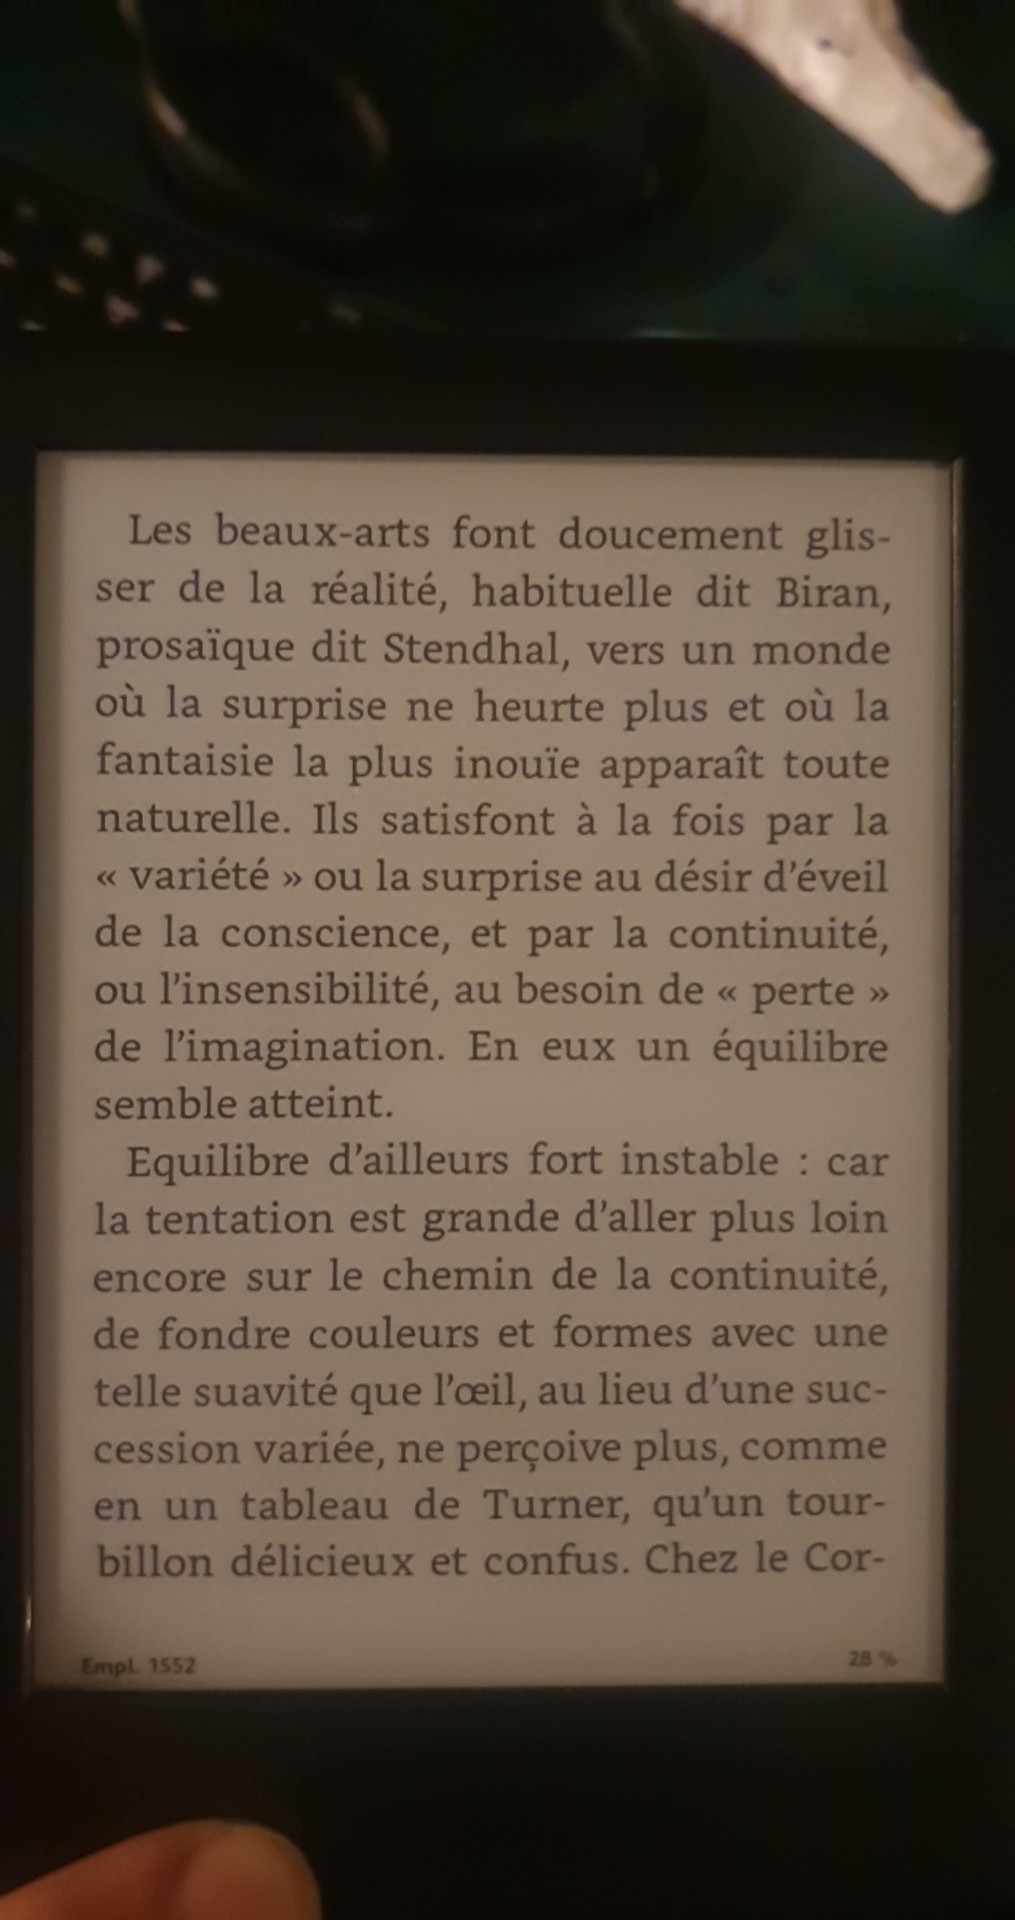 Les beaux-arts font doucement glis-
ser de la réalité, habituelle dit Biran,
prosaïque dit Stendhal, vers un monde
où la surprise ne heurte plus et où la
fantaisie la plus inouïe apparaît toute
naturelle. Ils satisfont à la fois par la
« variété » ou la surprise au désir d'éveil
de la conscience, et par la continuité,
ou l'insensibilité, au besoin de « perte »
de l'imagination. En eux un équilibre
semble atteint.
Equilibre d'ailleurs fort instable : car
la tentation est grande d'aller plus loin
encore sur le chemin de la continuité,
de fondre couleurs et formes avec une
telle suavité que l'œil, au lieu d'une suc-
cession variée, ne perçoive plus, comme
en un tableau de Turner, qu'un tour-
billon délicieux et confus. Chez le Cor-
Empl. 1552
28 %